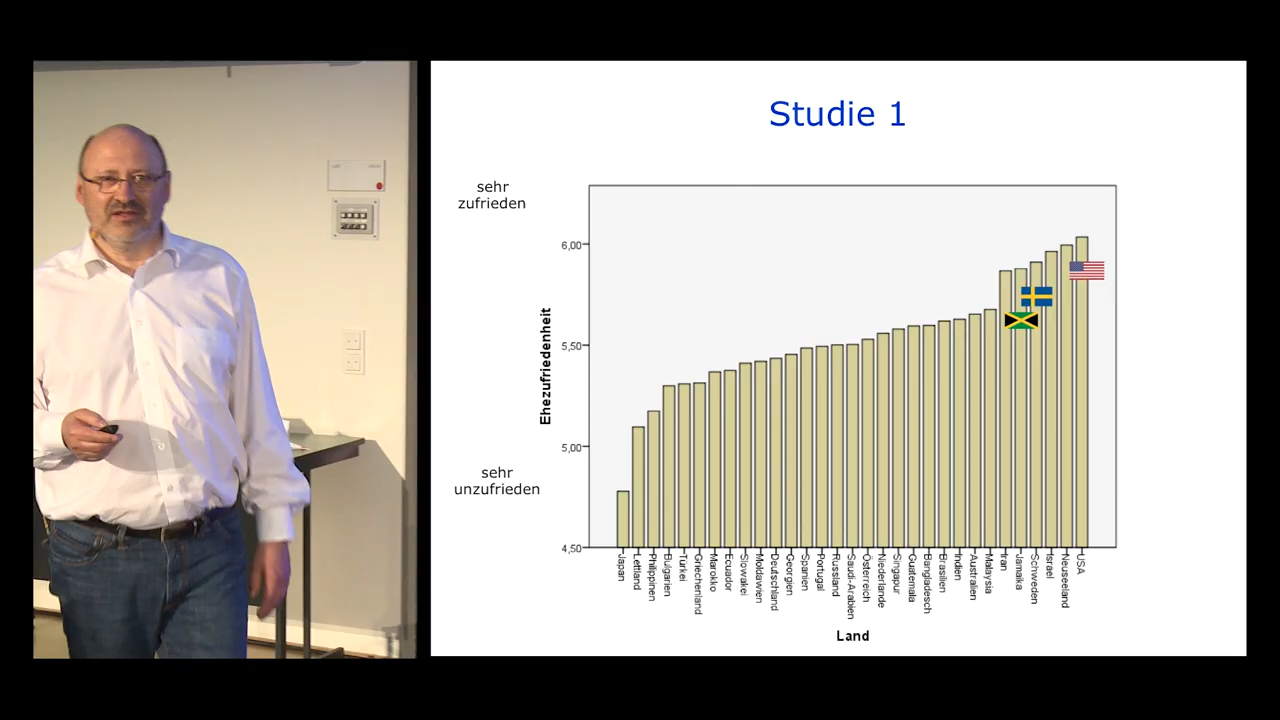 Studie 1
sehr
zufrieden
6,00
5,50
Ehezufriedenheit
5,00
sehr
unzufrieden
4,50
Japan
Lettland
Philippinen
Bulgarien
Türkei
Griechenland
Marokko
Ecuador
Slowakei
Moldawien
Deutschland
Georgien
Spanien
Portugal
Russland
Saudi-Arabien
Österreich
Niederlande
Singapur
Guatemala
Bangladesch
Brasilien
Indien
Australien
Malaysia
Iran
Jamaika
Schweden
Israel
Neuseeland
USA
Land